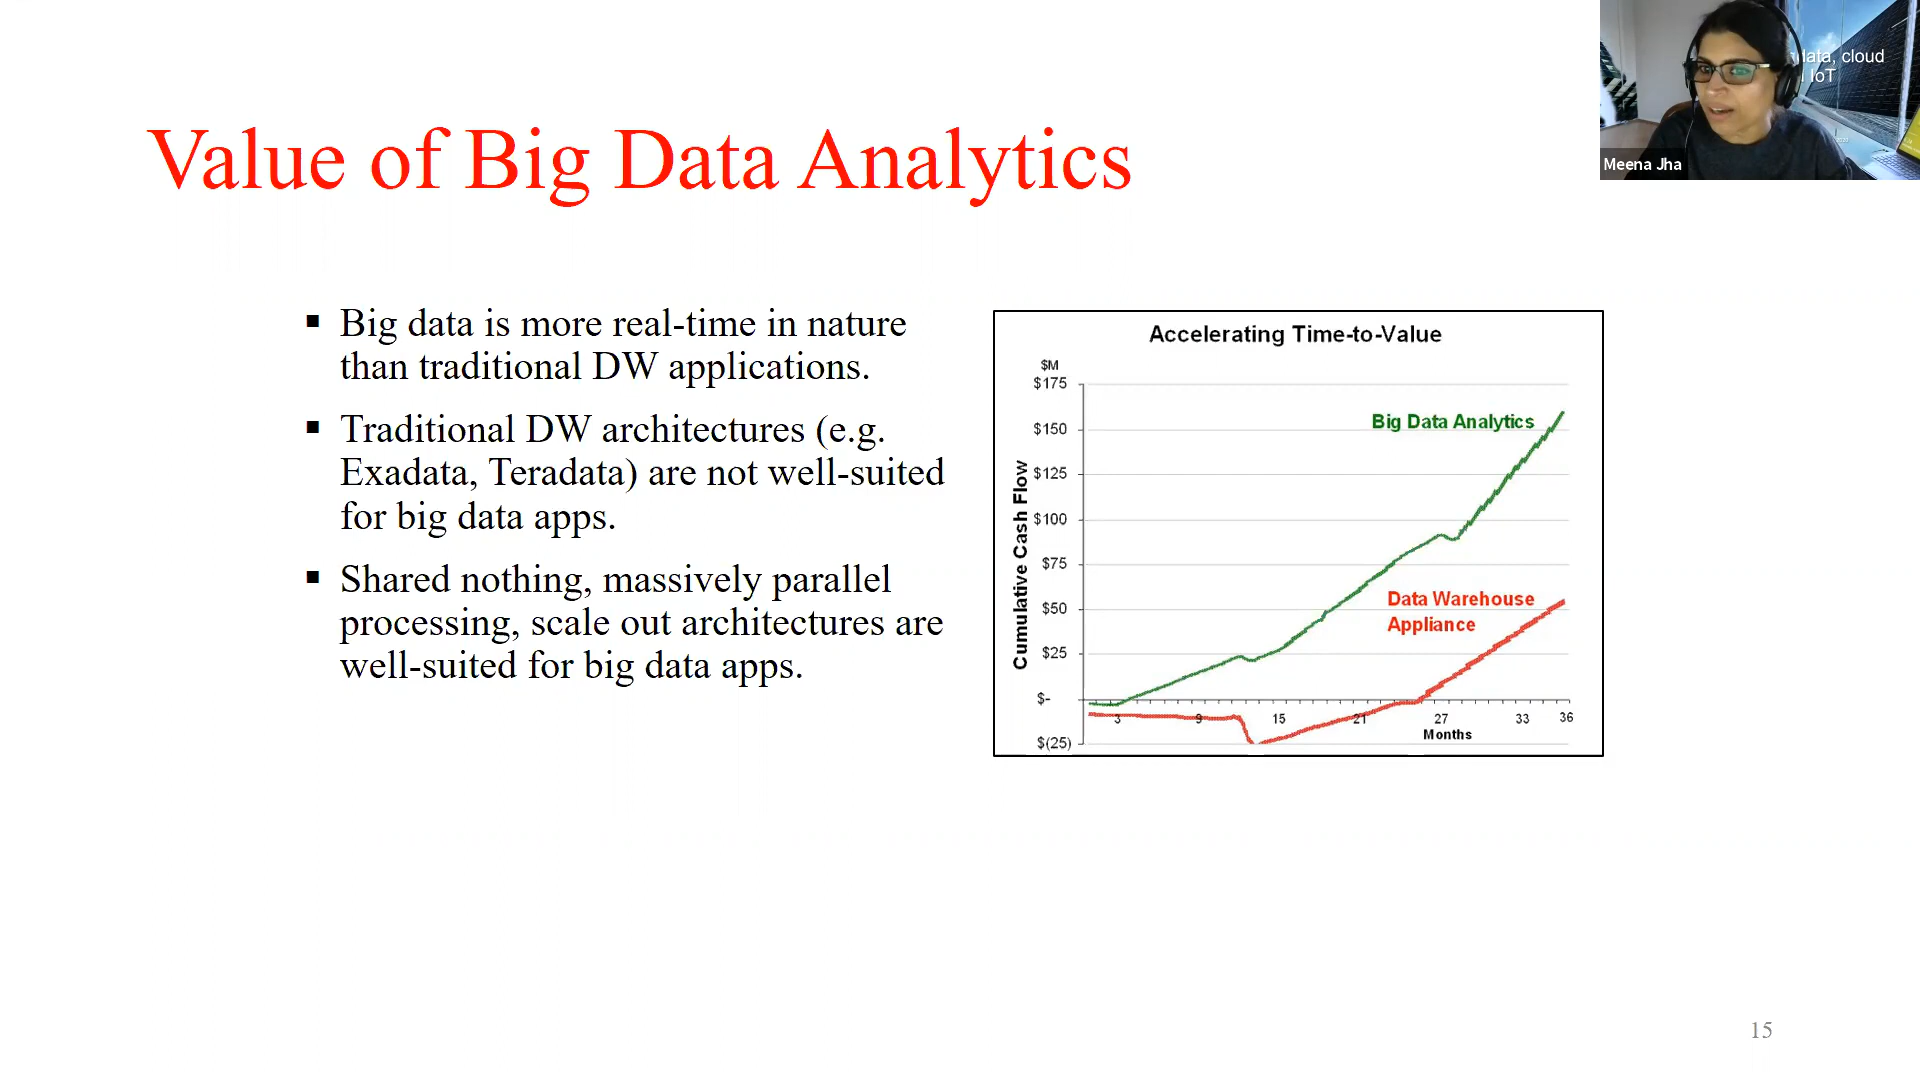 Value of Big Data Analytics
data, cloud
IoT
Meena Jha
▪ Big data is more real-time in nature
than traditional DW applications.
▪ Traditional DW architectures (e.g.
Exadata, Teradata) are not well-suited
for big data apps.
▪ Shared nothing, massively parallel
processing, scale out architectures are
well-suited for big data apps.
Accelerating Time-to-Value
$M
$175
$150
$125
$100
$75
$50
$25
$-
$(25)
Cumulative Cash Flow
Big Data Analytics
Data Warehouse
Appliance
3 9 15 21 27 33 36
Months
15